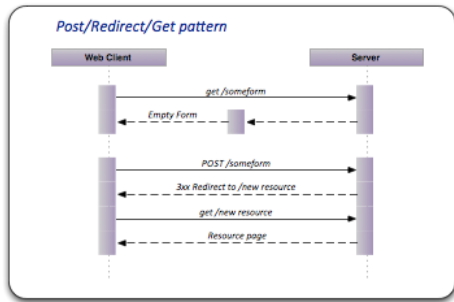 Post/Redirect/Get pattern
Web Client
Server
get /someform
Empty Form
POST /someform
3xx Redirect to /new resource
get /new resource
Resource page